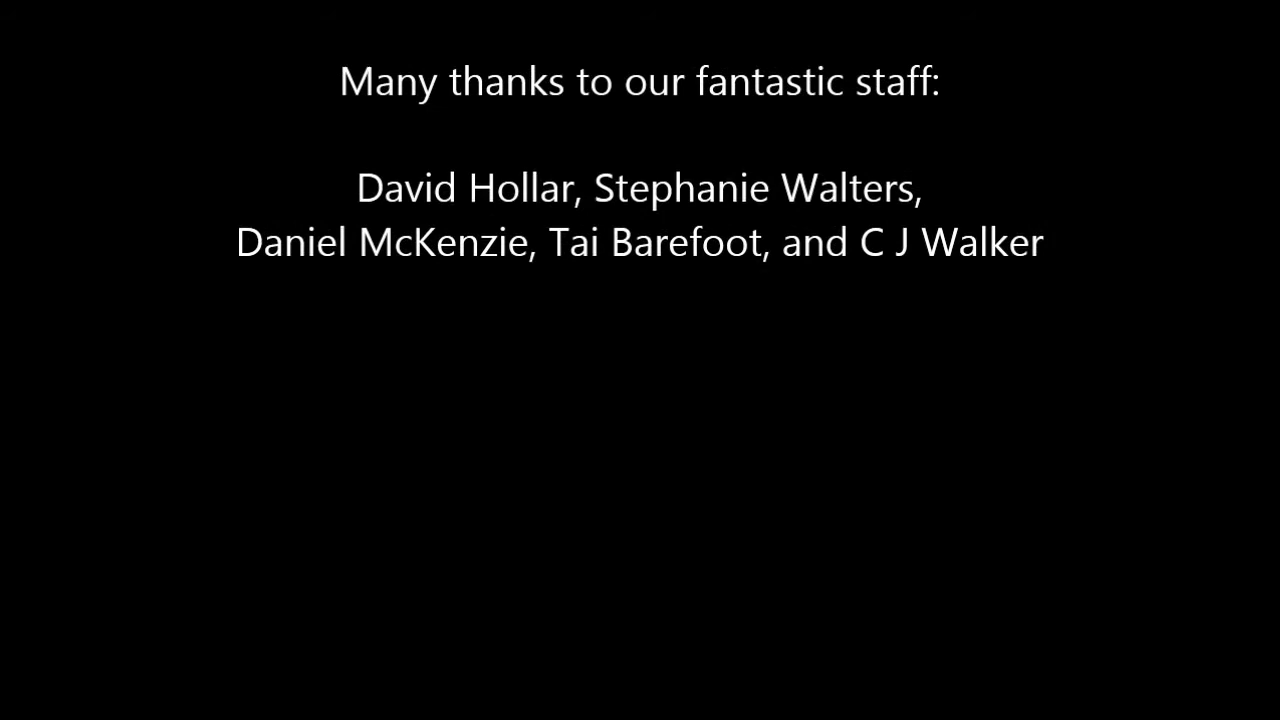 Many thanks to our fantastic staff:
David Hollar, Stephanie Walters,
Daniel McKenzie, Tai Barefoot, and C J Walker